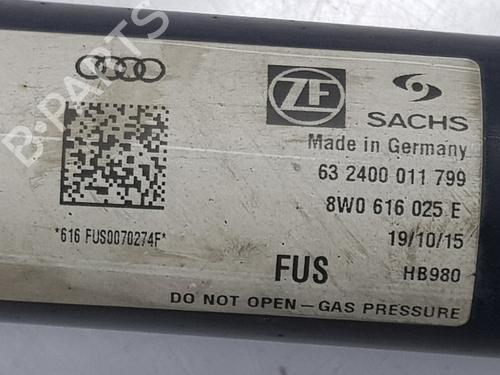 B-PARTS
ZF
SACHS
Made in Germany
63 2400 011 799
8W0 616 025 E
*616 FUS0070274F*
19/10/15
FUS
HB980
DO NOT OPEN – GAS PRESSURE